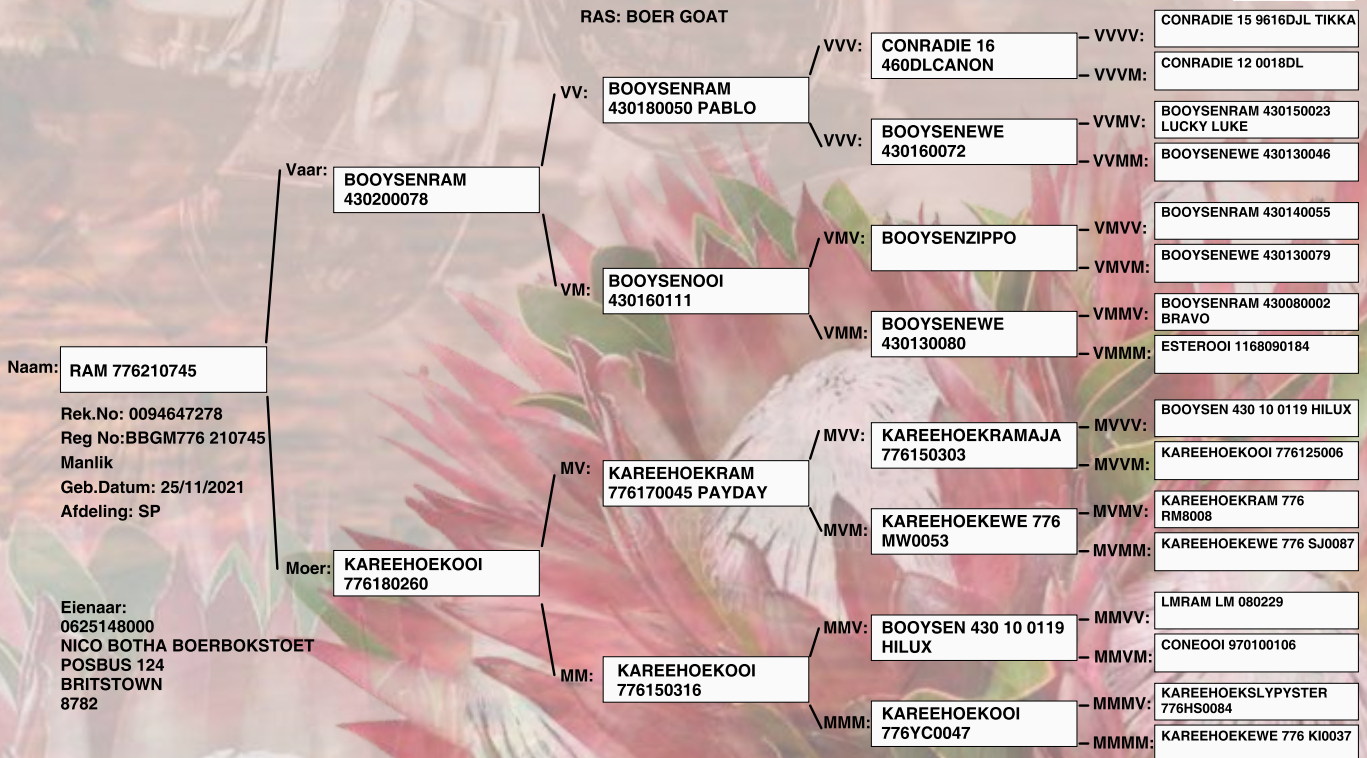 RAS: BOER GOAT
Naam:
RAM 776210745
Rek.No: 0094647278
Reg No:BBGM776 210745
Manlik
Geb.Datum: 25/11/2021
Afdeling: SP
Eienaar:
0625148000
NICO BOTHA BOERBOKSTOET
POSBUS 124
BRITSTOWN
8782
Vaar:
BOOYSENRAM
430200078
Moer:
KAREEHOEKOOI
776180260
VV:
BOOYSENRAM
430180050 PABLO
VM:
BOOYSENOOI
430160111
MV:
KAREEHOEKRAM
776170045 PAYDAY
MM:
KAREEHOEKOOI
776150316
VVV:
CONRADIE 16
460DLCANON
VVV:
BOOYSENEWE
430160072
VMV:
BOOYSENZIPPO
VMM:
BOOYSENEWE
430130080
MVV:
KAREEHOEKRAMAJA
776150303
MVM:
KAREEHOEKEWE 776
MW0053
MMV:
BOOYSEN 430 10 0119
HILUX
MMM:
KAREEHOEKOOI
776YC0047
VVVV:
CONRADIE 15 9616DJL TIKKA
VVVM:
CONRADIE 12 0018DL
VVMV:
BOOYSENRAM 430150023
LUCKY LUKE
VVMM:
BOOYSENEWE 430130046
VMVV:
BOOYSENRAM 430140055
VMVM:
BOOYSENEWE 430130079
VMMV:
BOOYSENRAM 430080002
BRAVO
VMMM:
ESTEROOI 1168090184
MVVV:
BOOYSEN 430 10 0119 HILUX
MVVM:
KAREEHOEKOOI 776125006
MVMV:
KAREEHOEKRAM 776
RM8008
MVMM:
KAREEHOEKEWE 776 SJ0087
MMVV:
LMRAM LM 080229
MMVM:
CONEOOI 970100106
MMMV:
KAREEHOEKSLYPYSTER
776HS0084
MMMM:
KAREEHOEKEWE 776 KI0037